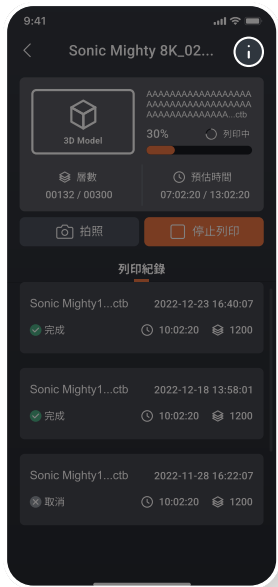 9:41
Sonic Mighty 8K_02...
3D Model
AAAAAAAAAAAAAAAAAA
AAAAAAAAAAAAAAAAAA
AAAAAAAAAAAAAA...ctb
30% 列印中
層數
00132 / 00300
預估時間
07:02:20 / 13:02:20
拍照
停止列印
列印紀錄
Sonic Mighty1...ctb 2022-12-23 16:40:07
完成 10:02:20 1200
Sonic Mighty1...ctb 2022-12-18 13:58:01
完成 10:02:20 1200
Sonic Mighty1...ctb 2022-11-28 16:22:07
取消 10:02:20 1200